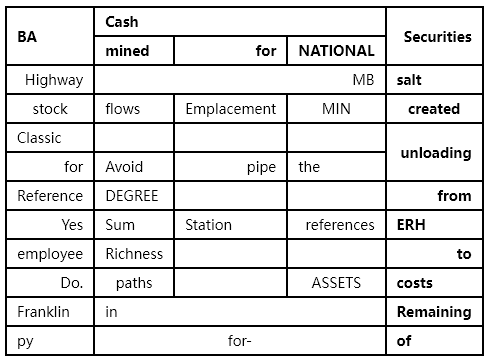 BA Cash Securities
mined for NATIONAL
Highway MB salt
stock flows Emplacement MIN created
Classic unloading
for Avoid pipe the
Reference DEGREE from
Yes Sum Station references ERH
employee Richness to
Do. paths ASSETS costs
Franklin in Remaining
py for- of